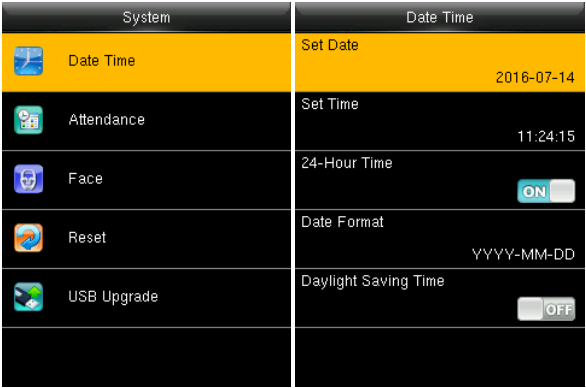 System
Date Time
Attendance
Face
Reset
USB Upgrade
Date Time
Set Date
2016-07-14
Set Time
11:24:15
24-Hour Time
ON
Date Format
YYYY-MM-DD
Daylight Saving Time
OFF